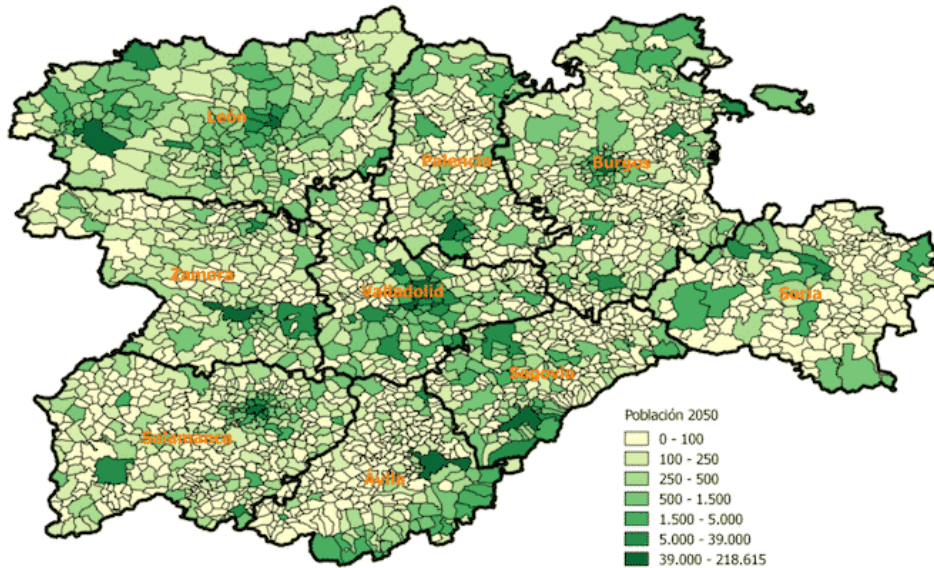 León
Palencia
Burgos
Zamora
Valladolid
Soria
Segovia
Salamanca
Ávila
Población 2050
0 - 100
100 - 250
250 - 500
500 - 1.500
1.500 - 5.000
5.000 - 39.000
39.000 - 218.615